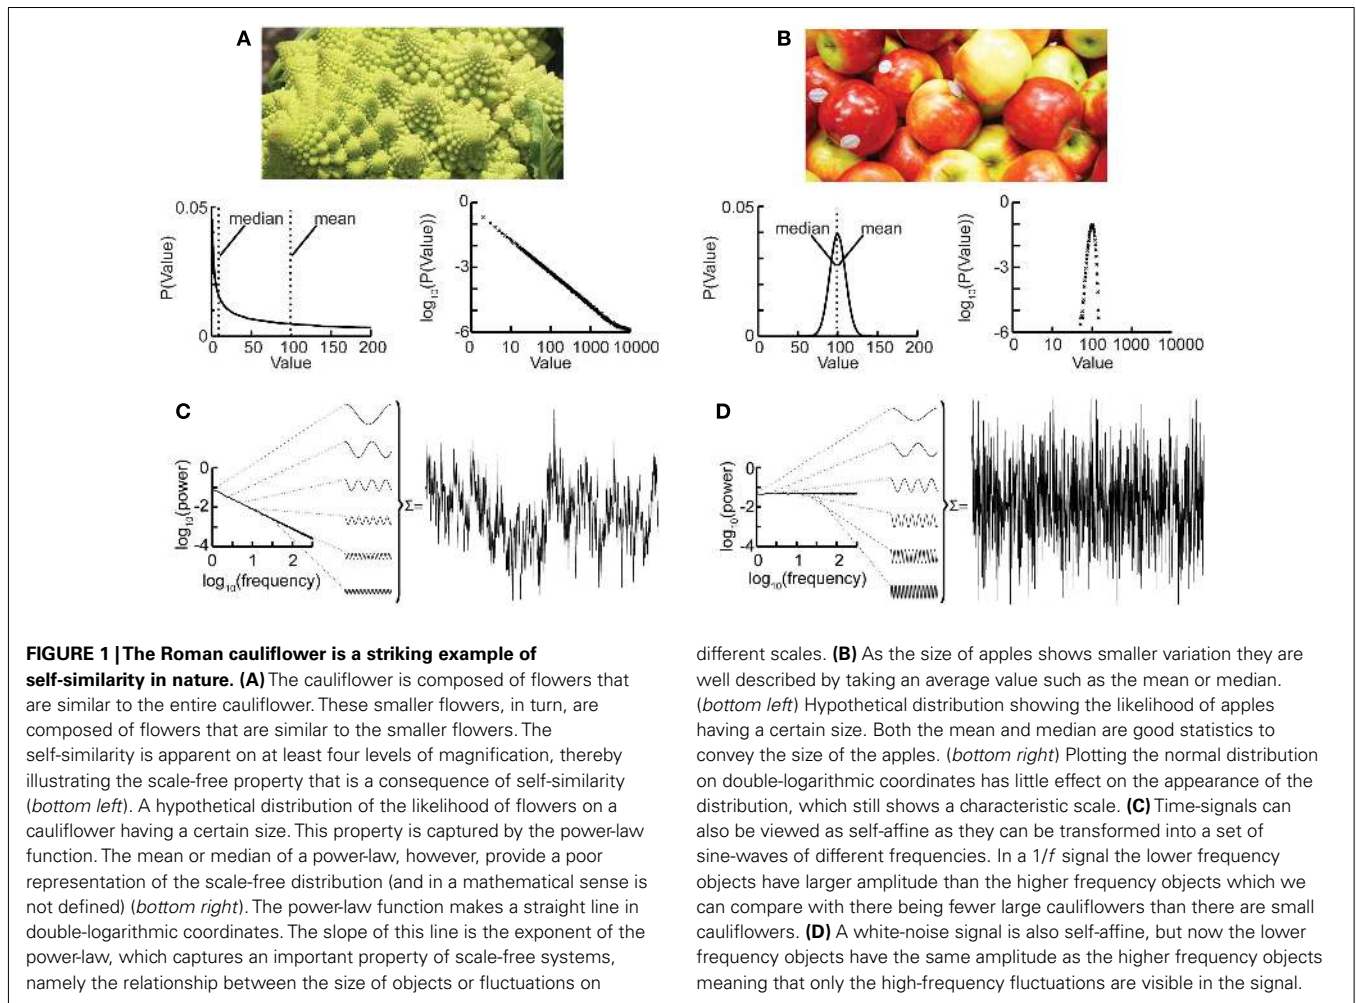 A
B
0.05
median
mean
P(Value)
0
0 50 100 150 200
Value
0
-3
-6
log10(P(Value))
0 10 100 1000 10000
Value
0.05
median
mean
P(Value)
0
0 50 100 150 200
Value
0
-3
-6
log10(P(Value))
0 10 100 1000 10000
Value
C
0
-2
-4
log10(power)
0 1 2
log10(frequency)
Σ=
D
0
-2
-4
log10(power)
0 1 2
log10(frequency)
Σ=
FIGURE 1 | The Roman cauliflower is a striking example of
self-similarity in nature. (A) The cauliflower is composed of flowers that
are similar to the entire cauliflower. These smaller flowers, in turn, are
composed of flowers that are similar to the smaller flowers. The
self-similarity is apparent on at least four levels of magnification, thereby
illustrating the scale-free property that is a consequence of self-similarity
(bottom left). A hypothetical distribution of the likelihood of flowers on a
cauliflower having a certain size. This property is captured by the power-law
function. The mean or median of a power-law, however, provide a poor
representation of the scale-free distribution (and in a mathematical sense is
not defined) (bottom right). The power-law function makes a straight line in
double-logarithmic coordinates. The slope of this line is the exponent of the
power-law, which captures an important property of scale-free systems,
namely the relationship between the size of objects or fluctuations on
different scales. (B) As the size of apples shows smaller variation they are
well described by taking an average value such as the mean or median.
(bottom left) Hypothetical distribution showing the likelihood of apples
having a certain size. Both the mean and median are good statistics to
convey the size of the apples. (bottom right) Plotting the normal distribution
on double-logarithmic coordinates has little effect on the appearance of the
distribution, which still shows a characteristic scale. (C) Time-signals can
also be viewed as self-affine as they can be transformed into a set of
sine-waves of different frequencies. In a 1/f signal the lower frequency
objects have larger amplitude than the higher frequency objects which we
can compare with there being fewer large cauliflowers than there are small
cauliflowers. (D) A white-noise signal is also self-affine, but now the lower
frequency objects have the same amplitude as the higher frequency objects
meaning that only the high-frequency fluctuations are visible in the signal.